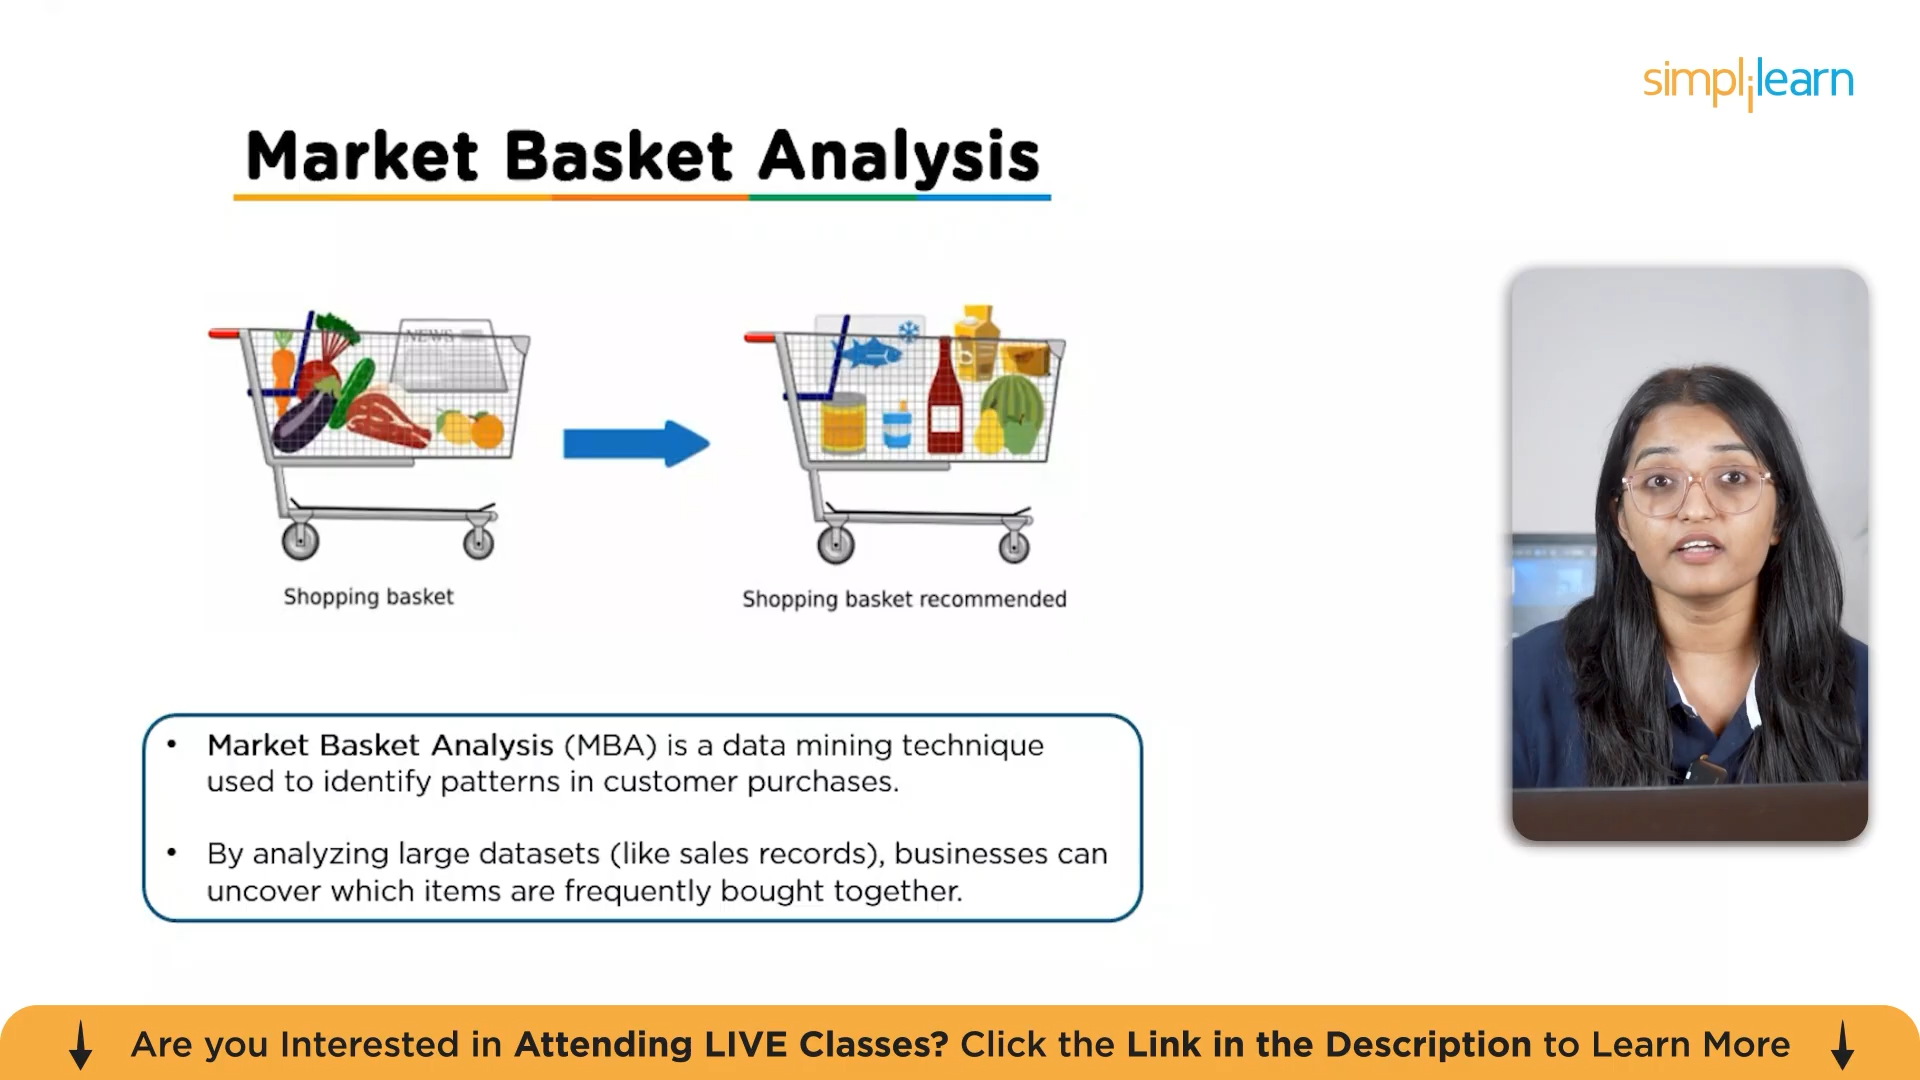 simplilearn
Market Basket Analysis
NEWS
Shopping basket
Shopping basket recommended
• Market Basket Analysis (MBA) is a data mining technique
used to identify patterns in customer purchases.
• By analyzing large datasets (like sales records), businesses can
uncover which items are frequently bought together.
Are you Interested in Attending LIVE Classes? Click the Link in the Description to Learn More